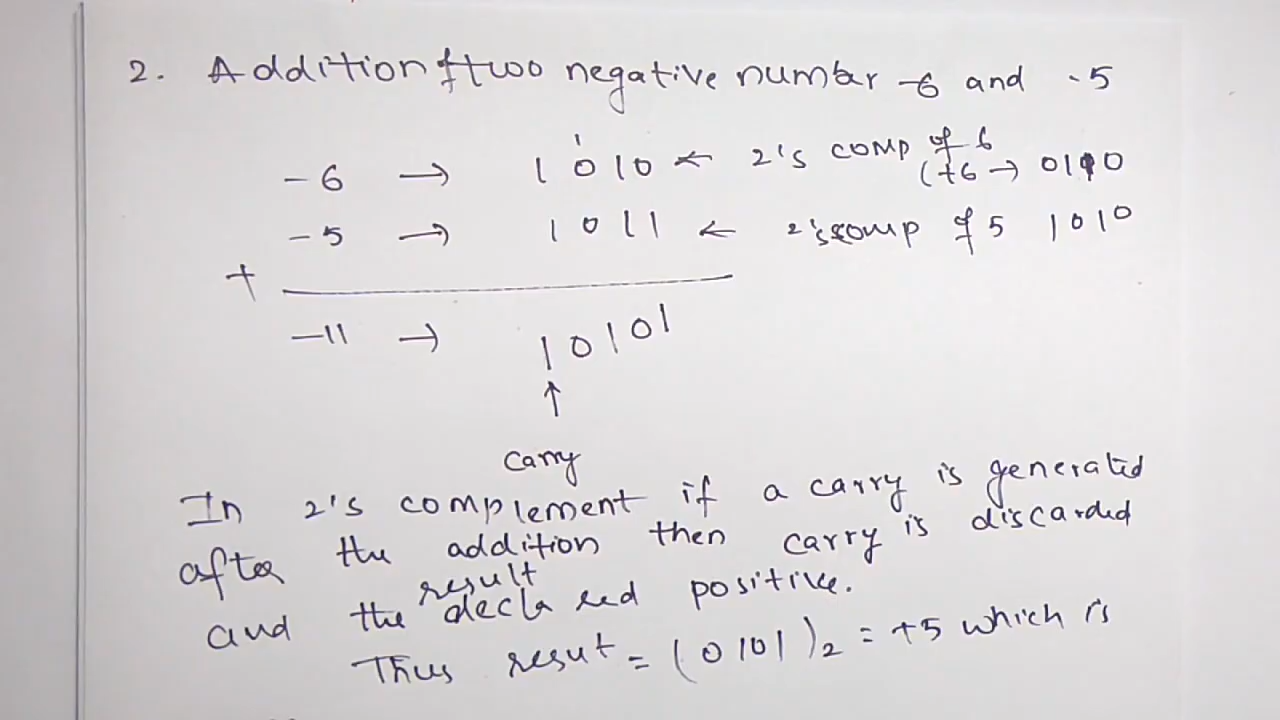 2. Addition of two negative number -6 and -5
1
-6 → 1010 ← 2's comp of 6
(+6 → 0110
-5 → 1011 ← 2's comp of 5 1010
+
-11 → 10101
↑
carry
In 2's complement if a carry is generated
after the addition then carry is discarded
result
and the declared positive.
Thus resut = (0101)2 = +5 which is